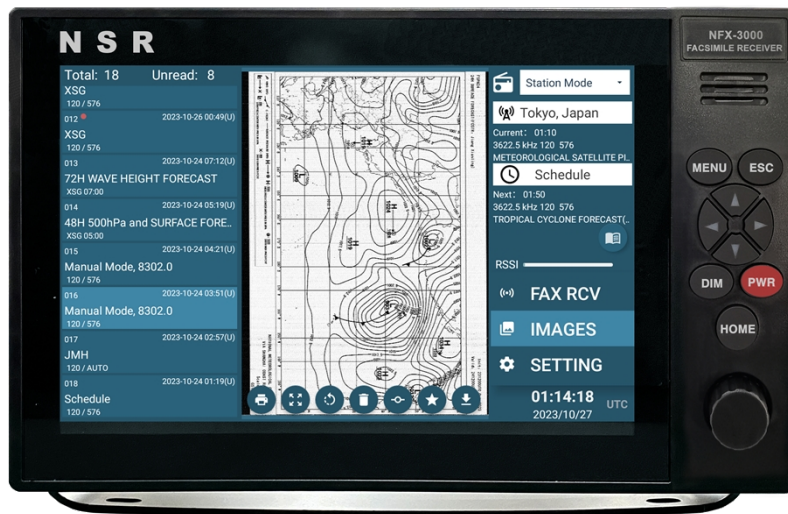 NSR
NFX-3000
FACSIMILE RECEIVER
Total: 18 Unread: 8
XSG
120 / 576
012 2023-10-26 00:49(U)
XSG
120 / 576
013 2023-10-24 07:12(U)
72H WAVE HEIGHT FORECAST
XSG 07:00
014 2023-10-24 05:19(U)
48H 500hPa and SURFACE FORE..
XSG 05:00
015 2023-10-24 04:21(U)
Manual Mode, 8302.0
120 / 576
016 2023-10-24 03:51(U)
Manual Mode, 8302.0
120 / 576
017 2023-10-24 02:57(U)
JMH
120 / AUTO
018 2023-10-24 01:19(U)
Schedule
120 / 576
Station Mode
Tokyo, Japan
Current: 01:10
3622.5 kHz 120 576
METEOROLOGICAL SATELLITE PI..
Schedule
Next: 01:50
3622.5 kHz 120 576
TROPICAL CYCLONE FORECAST(..
RSSI
FAX RCV
IMAGES
SETTING
01:14:18 UTC
2023/10/27
MENU
ESC
DIM
PWR
HOME